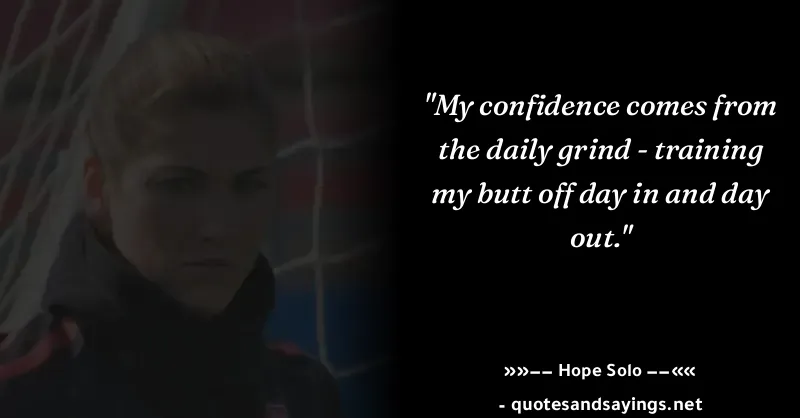 "My confidence comes from
the daily grind - training
my butt off day in and day
out."
»»–– Hope Solo ––««
- quotesandsayings.net